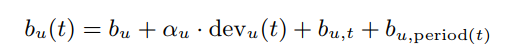 b_u(t) = b_u + α_u · dev_u(t) + b_{u,t} + b_{u,period(t)}